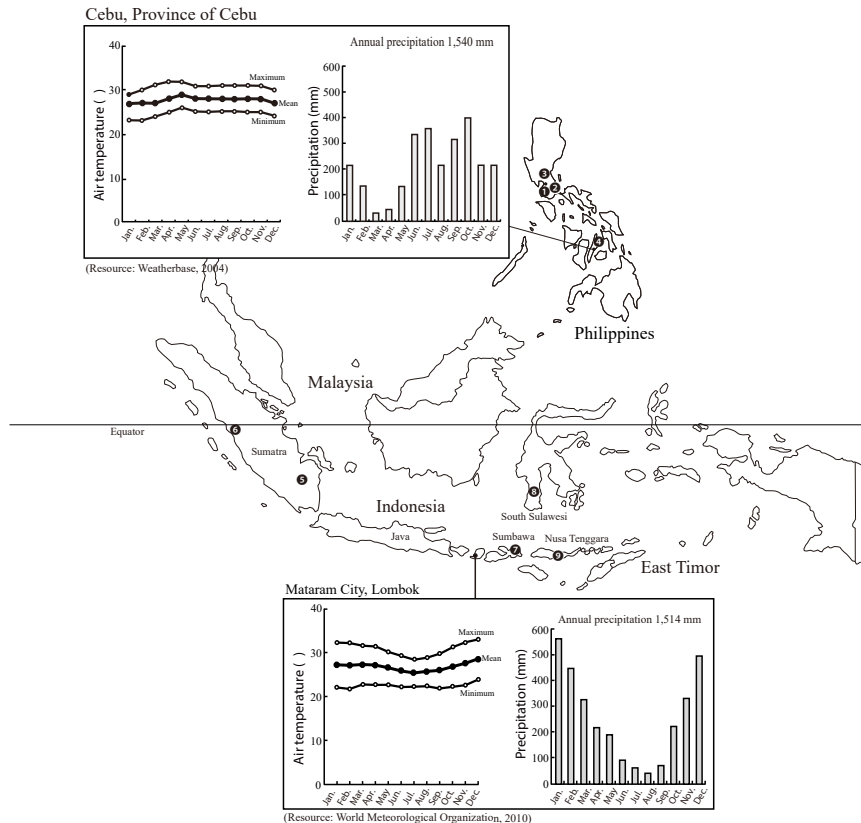 Cebu, Province of Cebu
Annual precipitation 1,540 mm
Air temperature ( )
40
30
20
10
0
Maximum
Mean
Minimum
Jan. Feb. Mar. Apr. May Jun. Jul. Aug. Sep. Oct. Nov. Dec.
Precipitation (mm)
600
500
400
300
200
100
0
Jan. Feb. Mar. Apr. May Jun. Jul. Aug. Sep. Oct. Nov. Dec.
(Resource: Weatherbase, 2004)
3
1 2
4
Philippines
Malaysia
Equator
6
Sumatra
5
8
Indonesia
South Sulawesi
Java
Sumbawa
Nusa Tenggara
7
9
East Timor
Mataram City, Lombok
Annual precipitation 1,514 mm
Air temperature ( )
40
30
20
10
0
Maximum
Mean
Minimum
Jan. Feb. Mar. Apr. May Jun. Jul. Aug. Sep. Oct. Nov. Dec.
Precipitation (mm)
600
500
400
300
200
100
0
Jan. Feb. Mar. Apr. May Jun. Jul. Aug. Sep. Oct. Nov. Dec.
(Resource: World Meteorological Organization, 2010)